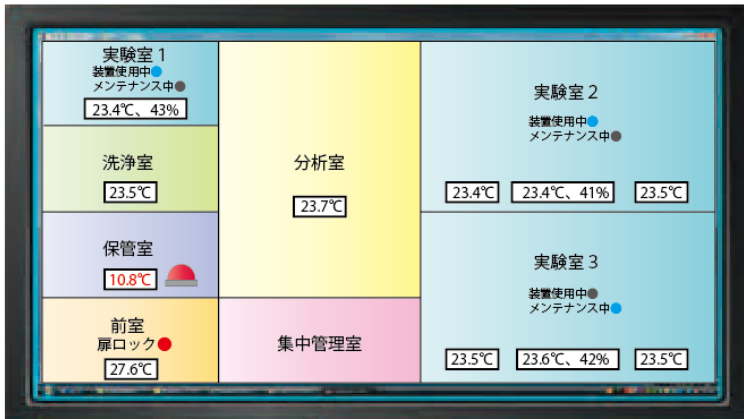 実験室1
装置使用中
メンテナンス中
23.4℃、43%
洗浄室
23.5℃
保管室
10.8℃
前室
扉ロック
27.6℃
分析室
23.7℃
集中管理室
実験室2
装置使用中
メンテナンス中
23.4℃ 23.4℃、41% 23.5℃
実験室3
装置使用中
メンテナンス中
23.5℃ 23.6℃、42% 23.5℃